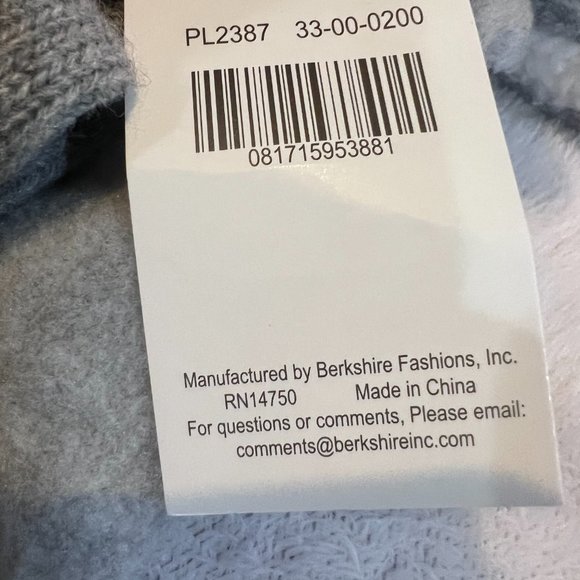 PL2387 33-00-0200
081715953881
Manufactured by Berkshire Fashions, Inc.
RN14750 Made in China
For questions or comments, Please email:
comments@berkshireinc.com